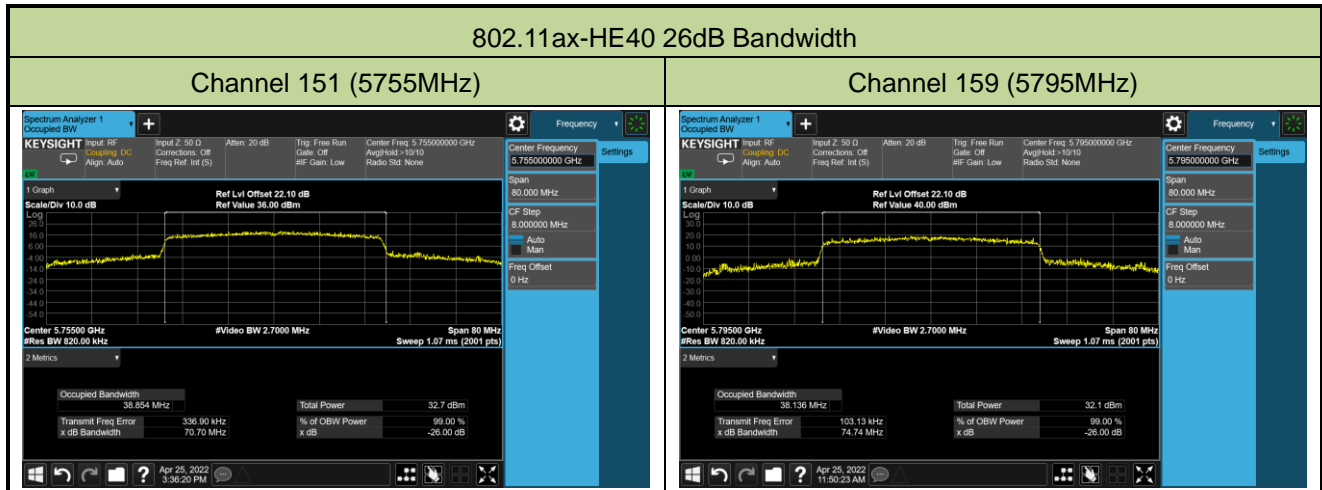 802.11ax-HE40 26dB Bandwidth
Channel 151 (5755MHz)
Spectrum Analyzer 1
Occupied BW
Frequency
KEYSIGHT
Input: RF
Coupling: DC
Align: Auto
Input Z: 50 Ω
Corrections: Off
Freq Ref: Int (S)
Atten: 20 dB
Trig: Free Run
Gate: Off
#IF Gain: Low
Center Freq: 5.755000000 GHz
Avg|Hold:>10/10
Radio Std: None
Center Frequency
5.755000000 GHz
Settings
Span
80.000 MHz
CF Step
8.000000 MHz
Auto
Man
Freq Offset
0 Hz
1 Graph
Scale/Div 10.0 dB
Ref Lvl Offset 22.10 dB
Ref Value 36.00 dBm
Log
26.0
16.0
6.00
-4.00
-14.0
-24.0
-34.0
-44.0
-54.0
Center 5.75500 GHz
#Res BW 820.00 kHz
#Video BW 2.7000 MHz
Span 80 MHz
Sweep 1.07 ms (2001 pts)
2 Metrics
Occupied Bandwidth
38.854 MHz
Total Power 32.7 dBm
Transmit Freq Error 336.90 kHz
% of OBW Power 99.00 %
x dB Bandwidth 70.70 MHz
x dB -26.00 dB
?
Apr 25, 2022
3:36:20 PM
Channel 159 (5795MHz)
Spectrum Analyzer 1
Occupied BW
Frequency
KEYSIGHT
Input: RF
Coupling: DC
Align: Auto
Input Z: 50 Ω
Corrections: Off
Freq Ref: Int (S)
Atten: 20 dB
Trig: Free Run
Gate: Off
#IF Gain: Low
Center Freq: 5.795000000 GHz
Avg|Hold:>10/10
Radio Std: None
Center Frequency
5.795000000 GHz
Settings
Span
80.000 MHz
CF Step
8.000000 MHz
Auto
Man
Freq Offset
0 Hz
1 Graph
Scale/Div 10.0 dB
Ref Lvl Offset 22.10 dB
Ref Value 40.00 dBm
Log
30.0
20.0
10.0
0.00
-10.0
-20.0
-30.0
-40.0
-50.0
Center 5.79500 GHz
#Res BW 820.00 kHz
#Video BW 2.7000 MHz
Span 80 MHz
Sweep 1.07 ms (2001 pts)
2 Metrics
Occupied Bandwidth
38.136 MHz
Total Power 32.1 dBm
Transmit Freq Error 103.13 kHz
% of OBW Power 99.00 %
x dB Bandwidth 74.74 MHz
x dB -26.00 dB
?
Apr 25, 2022
11:50:23 AM